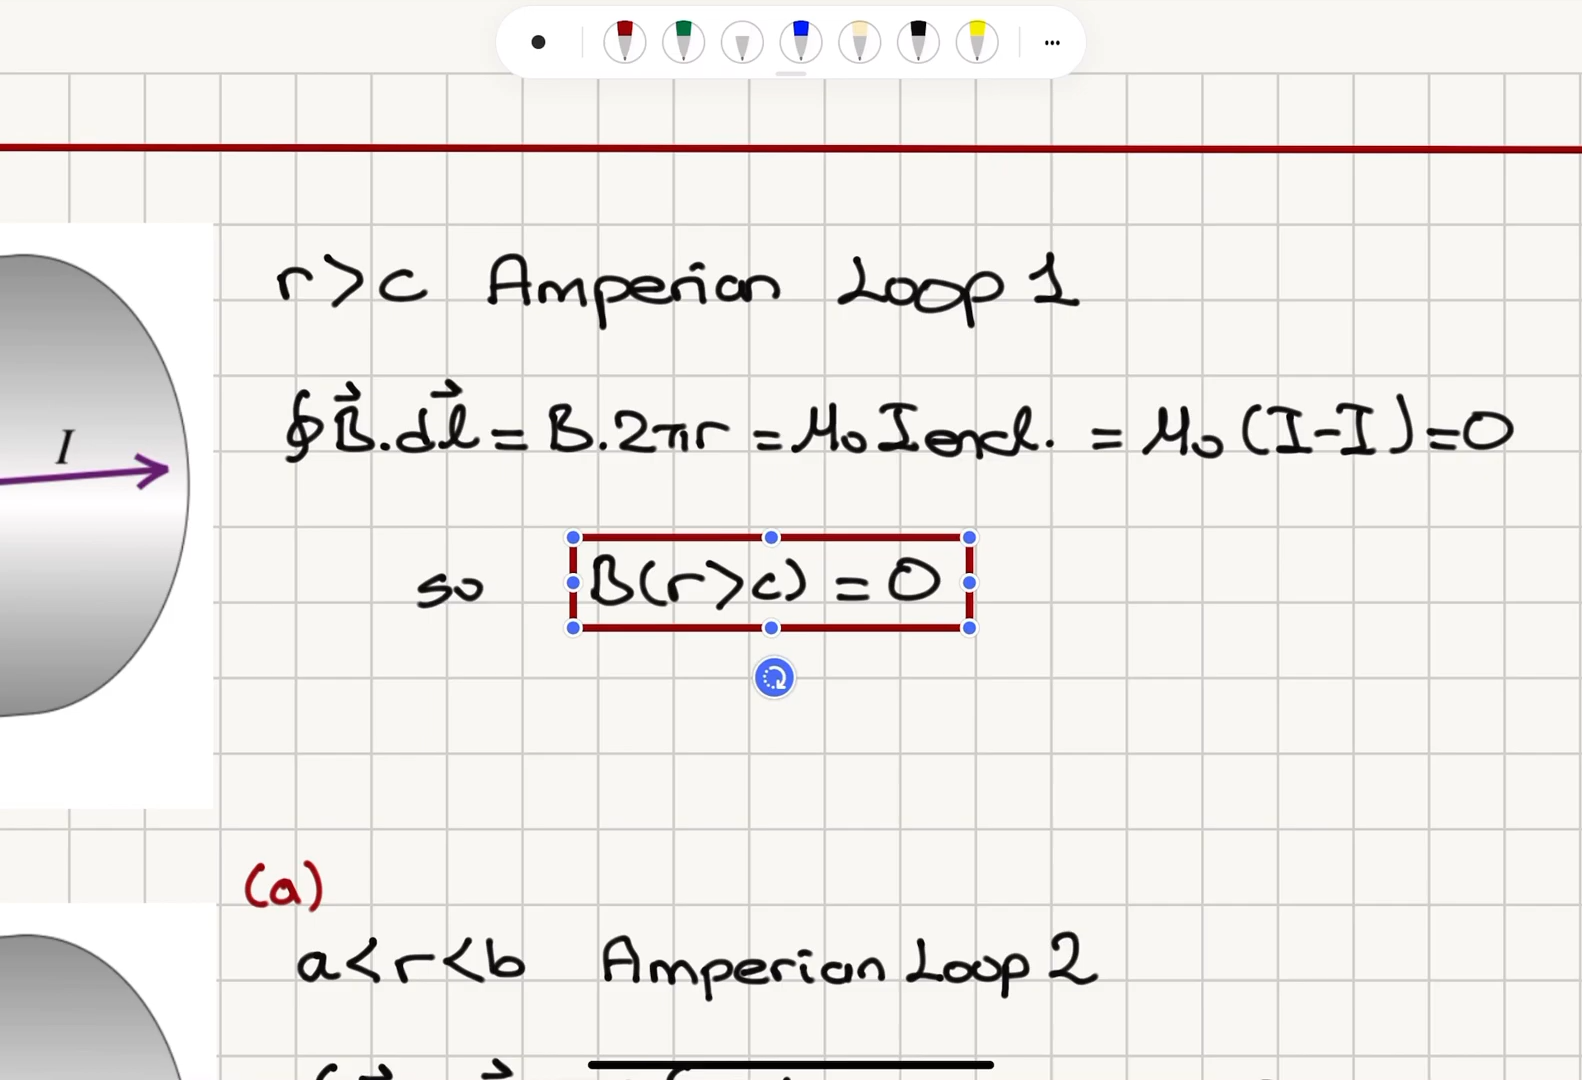 r>c Amperian Loop 1
I
∮B⃗.dl⃗ = B.2πr = μ₀Iencl. = μ₀(I-I)=0
so B(r>c) = 0
(a)
a<r<b Amperian Loop 2